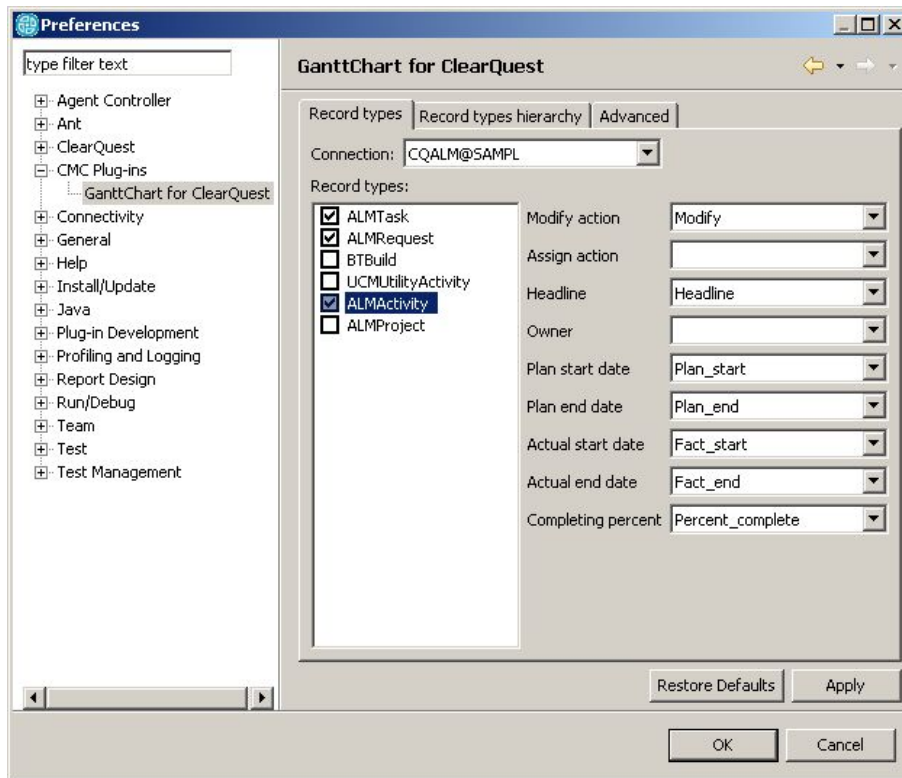 Preferences
type filter text
Agent Controller
Ant
ClearQuest
CMC Plug-ins
GanttChart for ClearQuest
Connectivity
General
Help
Install/Update
Java
Plug-in Development
Profiling and Logging
Report Design
Run/Debug
Team
Test
Test Management
GanttChart for ClearQuest
Record types Record types hierarchy Advanced
Connection: CQALM@SAMPL
Record types:
ALMTask
ALMRequest
BTBuild
UCMUtilityActivity
ALMActivity
ALMProject
Modify action Modify
Assign action
Headline Headline
Owner
Plan start date Plan_start
Plan end date Plan_end
Actual start date Fact_start
Actual end date Fact_end
Completing percent Percent_complete
Restore Defaults Apply
OK Cancel